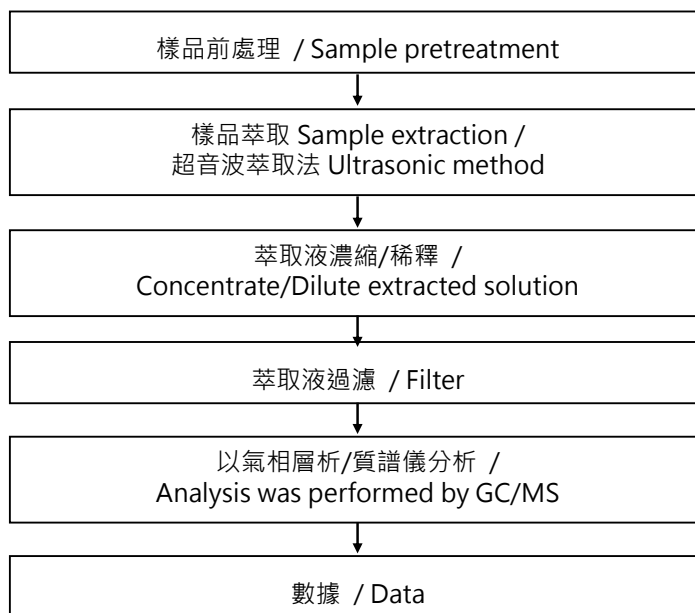 樣品前處理 / Sample pretreatment
樣品萃取 Sample extraction /
超音波萃取法 Ultrasonic method
萃取液濃縮/稀釋 /
Concentrate/Dilute extracted solution
萃取液過濾 / Filter
以氣相層析/質譜儀分析 /
Analysis was performed by GC/MS
數據 / Data